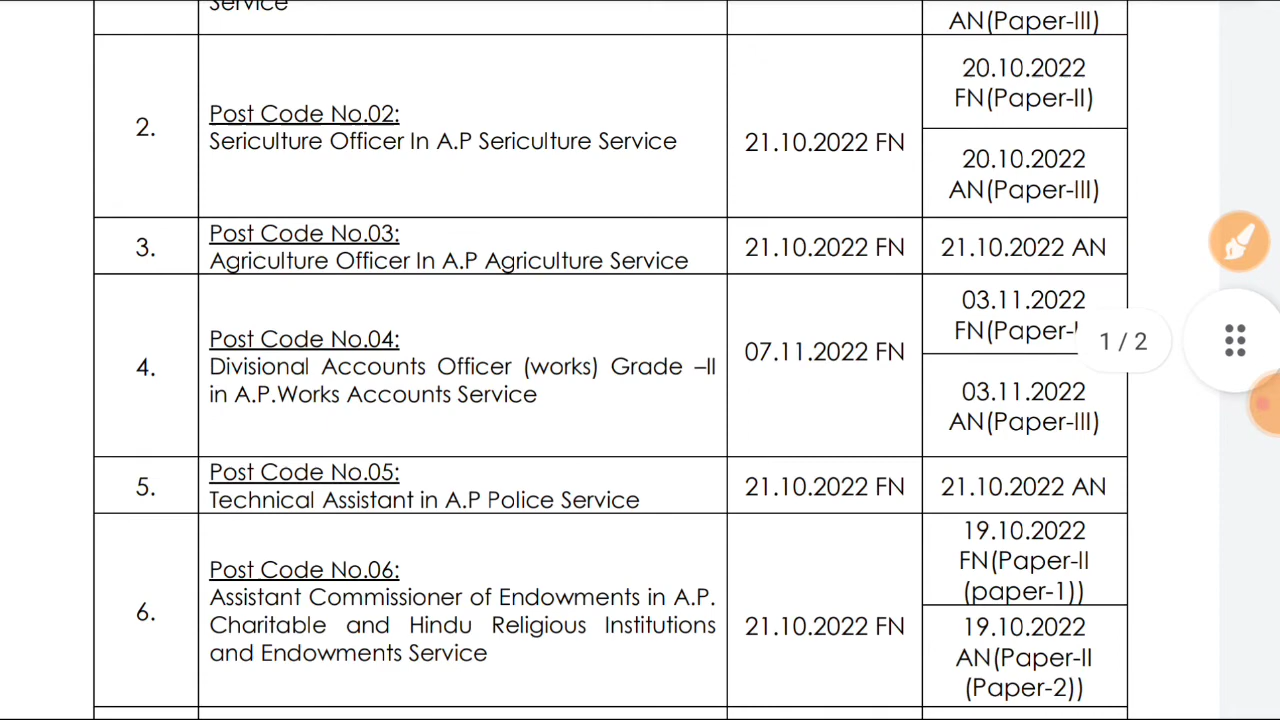 Service
AN(Paper-III)
2.
Post Code No.02:
Sericulture Officer In A.P Sericulture Service
21.10.2022 FN
20.10.2022
FN(Paper-II)
20.10.2022
AN(Paper-III)
3.
Post Code No.03:
Agriculture Officer In A.P Agriculture Service
21.10.2022 FN
21.10.2022 AN
4.
Post Code No.04:
Divisional Accounts Officer (works) Grade –II
in A.P.Works Accounts Service
07.11.2022 FN
03.11.2022
FN(Paper-
03.11.2022
AN(Paper-III)
1 / 2
5.
Post Code No.05:
Technical Assistant in A.P Police Service
21.10.2022 FN
21.10.2022 AN
6.
Post Code No.06:
Assistant Commissioner of Endowments in A.P.
Charitable and Hindu Religious Institutions
and Endowments Service
21.10.2022 FN
19.10.2022
FN(Paper-II
(paper-1))
19.10.2022
AN(Paper-II
(Paper-2))